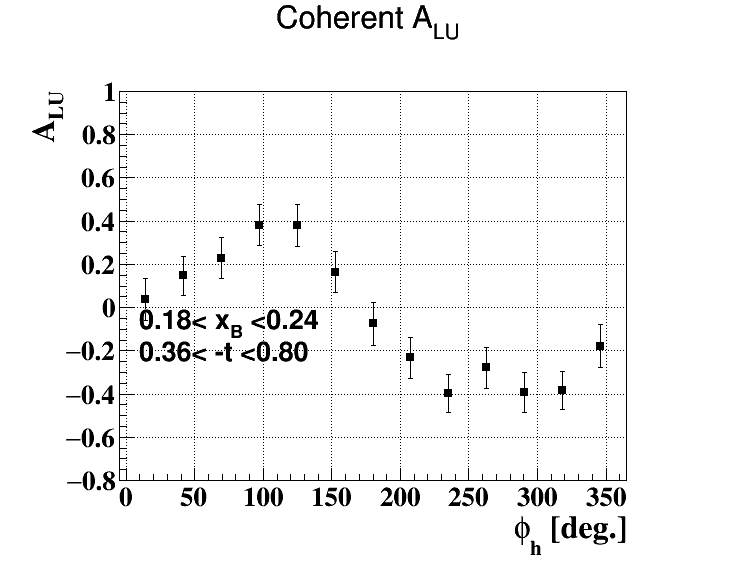 Coherent A_LU
A_LU
1
0.8
0.6
0.4
0.2
0
−0.2
−0.4
−0.6
−0.8
0.18< x_B <0.24
0.36< -t <0.80
0 50 100 150 200 250 300 350
ϕ_h [deg.]